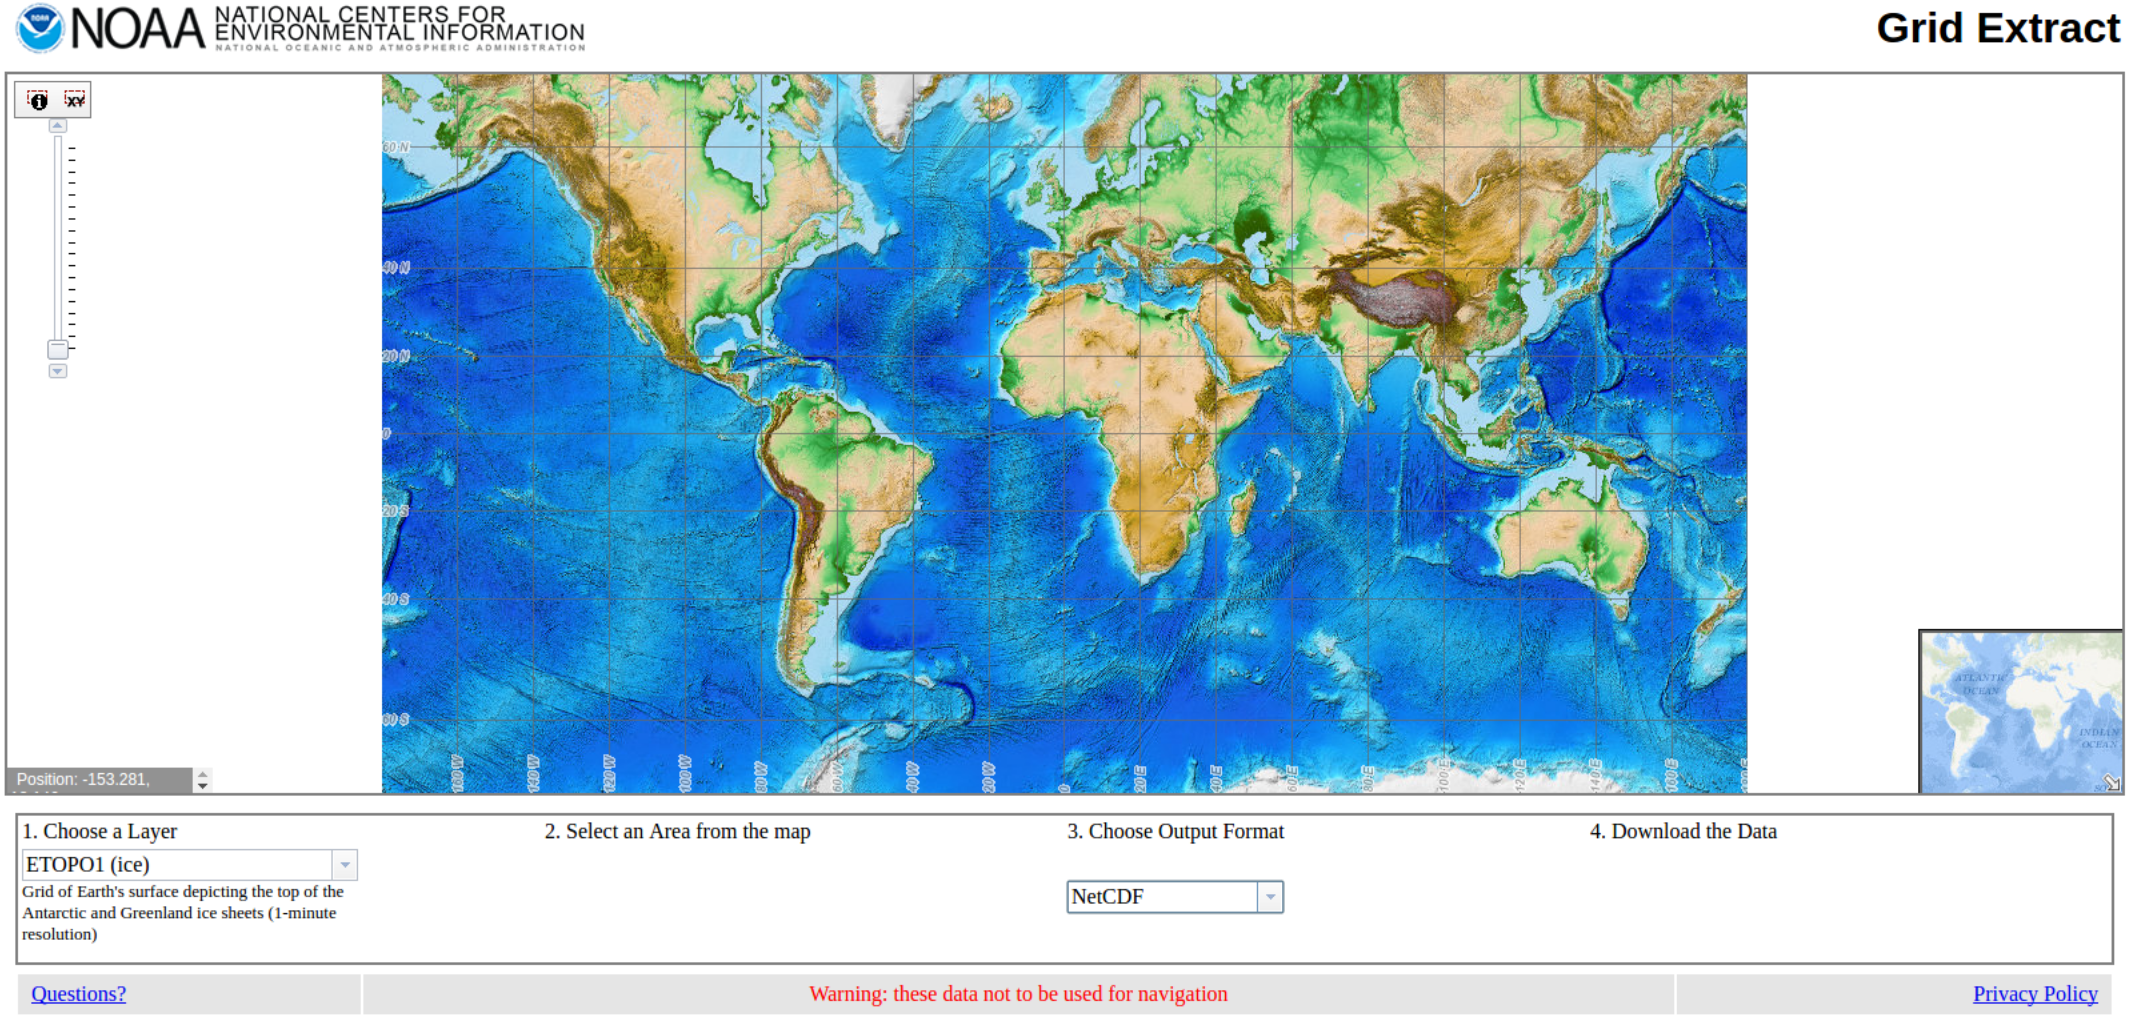 NOAA
NATIONAL CENTERS FOR
ENVIRONMENTAL INFORMATION
NATIONAL OCEANIC AND ATMOSPHERIC ADMINISTRATION
Grid Extract
XY
60 N
40 N
20 N
0
20 S
40 S
60 S
120 W
100 W
80 W
60 W
40 W
20 W
0
20 E
40 E
60 E
80 E
100 E
120 E
140 E
ATLANTIC
OCEAN
INDIAN
OCEAN
Position: -153.281,
1. Choose a Layer
2. Select an Area from the map
3. Choose Output Format
4. Download the Data
ETOPO1 (ice)
NetCDF
Grid of Earth's surface depicting the top of the
Antarctic and Greenland ice sheets (1-minute
resolution)
Questions?
Warning: these data not to be used for navigation
Privacy Policy